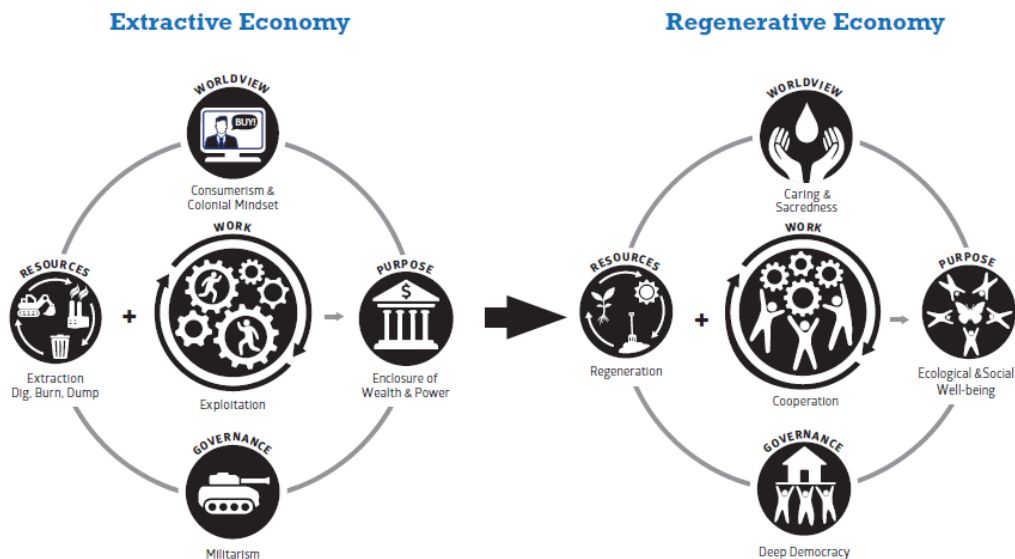 Extractive Economy
WORLDVIEW
BUY!
Consumerism &
Colonial Mindset
WORK
RESOURCES
PURPOSE
+
$
Extraction
Dig, Burn, Dump
Exploitation
Enclosure of
Wealth & Power
GOVERNANCE
Militarism
Regenerative Economy
WORLDVIEW
Caring &
Sacredness
WORK
RESOURCES
PURPOSE
+
Regeneration
Cooperation
Ecological & Social
Well-being
GOVERNANCE
Deep Democracy